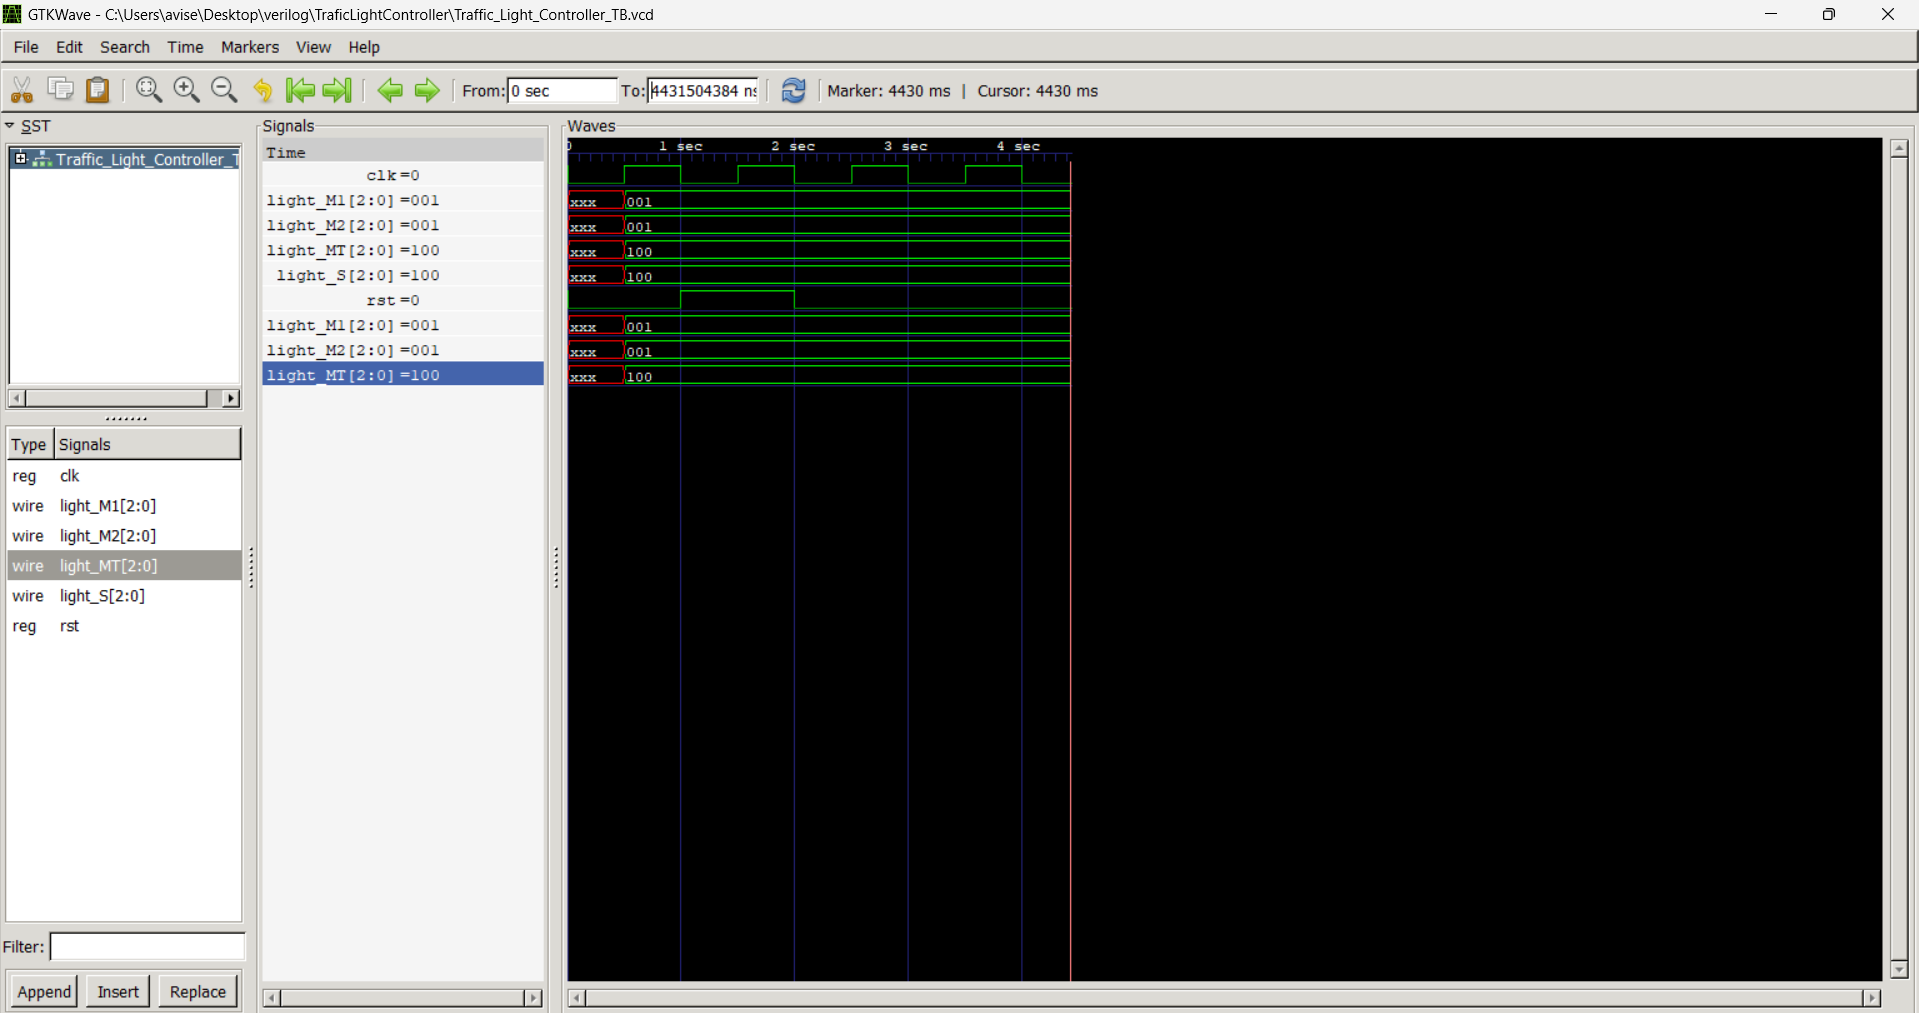 GTKWave - C:\Users\avise\Desktop\verilog\TraficLightController\Traffic_Light_Controller_TB.vcd
File Edit Search Time Markers View Help
From: 0 sec To: 4431504384 ns Marker: 4430 ms | Cursor: 4430 ms
SST
Traffic_Light_Controller_T
Type Signals
reg clk
wire light_M1[2:0]
wire light_M2[2:0]
wire light_MT[2:0]
wire light_S[2:0]
reg rst
Filter:
Append Insert Replace
Signals
Time
clk=0
light_M1[2:0]=001
light_M2[2:0]=001
light_MT[2:0]=100
light_S[2:0]=100
rst=0
light_M1[2:0]=001
light_M2[2:0]=001
light_MT[2:0]=100
Waves
0 1 sec 2 sec 3 sec 4 sec
xxx 001
xxx 001
xxx 100
xxx 100
xxx 001
xxx 001
xxx 100